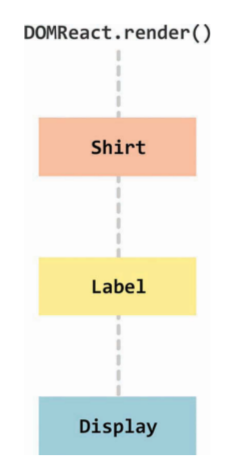 DOMReact.render()
Shirt
Label
Display